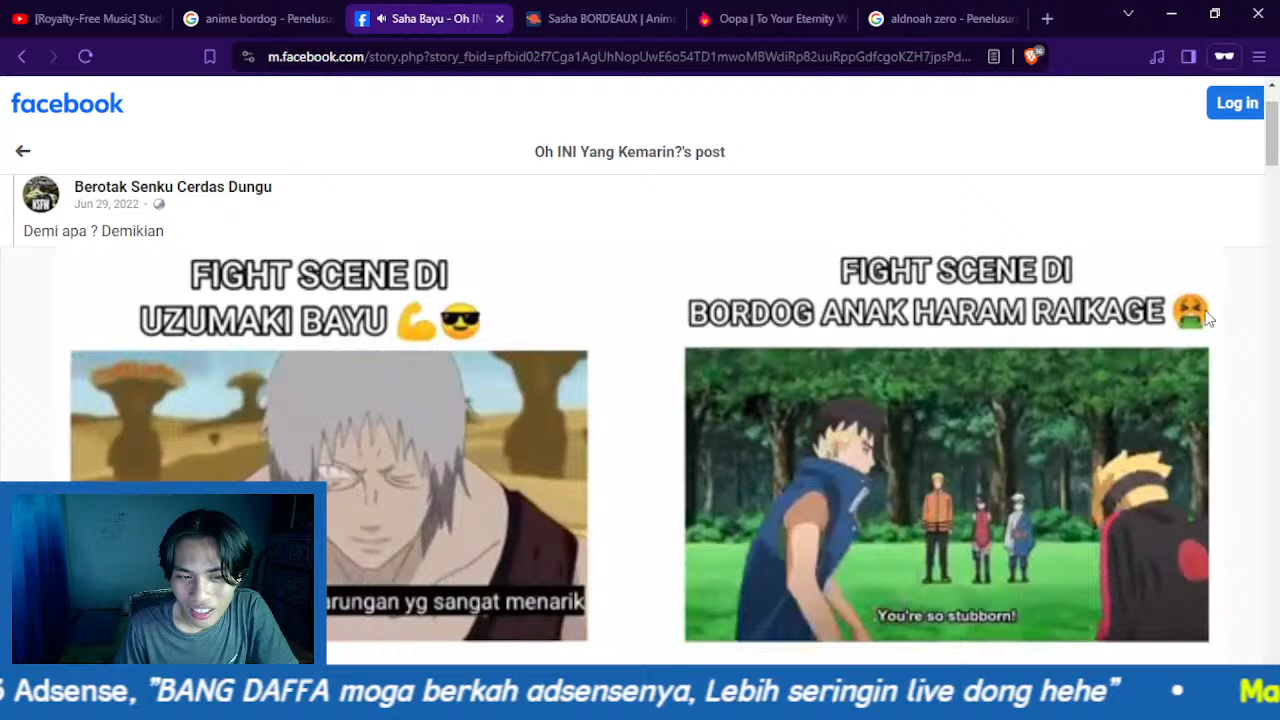 [Royalty-Free Music] Stud
anime bordog - Penelusu
Saha Bayu - Oh IN
Sasha BORDEAUX | Anim
Oopa | To Your Eternity W
aldnoah zero - Penelusur
m.facebook.com/story.php?story_fbid=pfbid02f7Cga1AgUhNopUwE6o54TD1mwoMBWdiRp82uuRppGdfcgoKZH7jpsPd...
36
facebook
Log in
Oh INI Yang Kemarin?'s post
Berotak Senku Cerdas Dungu
NSFW
Jun 29, 2022 ·
Demi apa ? Demikian
FIGHT SCENE DI
UZUMAKI BAYU 💪😎
FIGHT SCENE DI
BORDOG ANAK HARAM RAIKAGE 🤮
arungan yg sangat menarik
You're so stubborn!
Adsense, "BANG DAFFA moga berkah adsensenya, Lebih seringin live dong hehe" • Ma